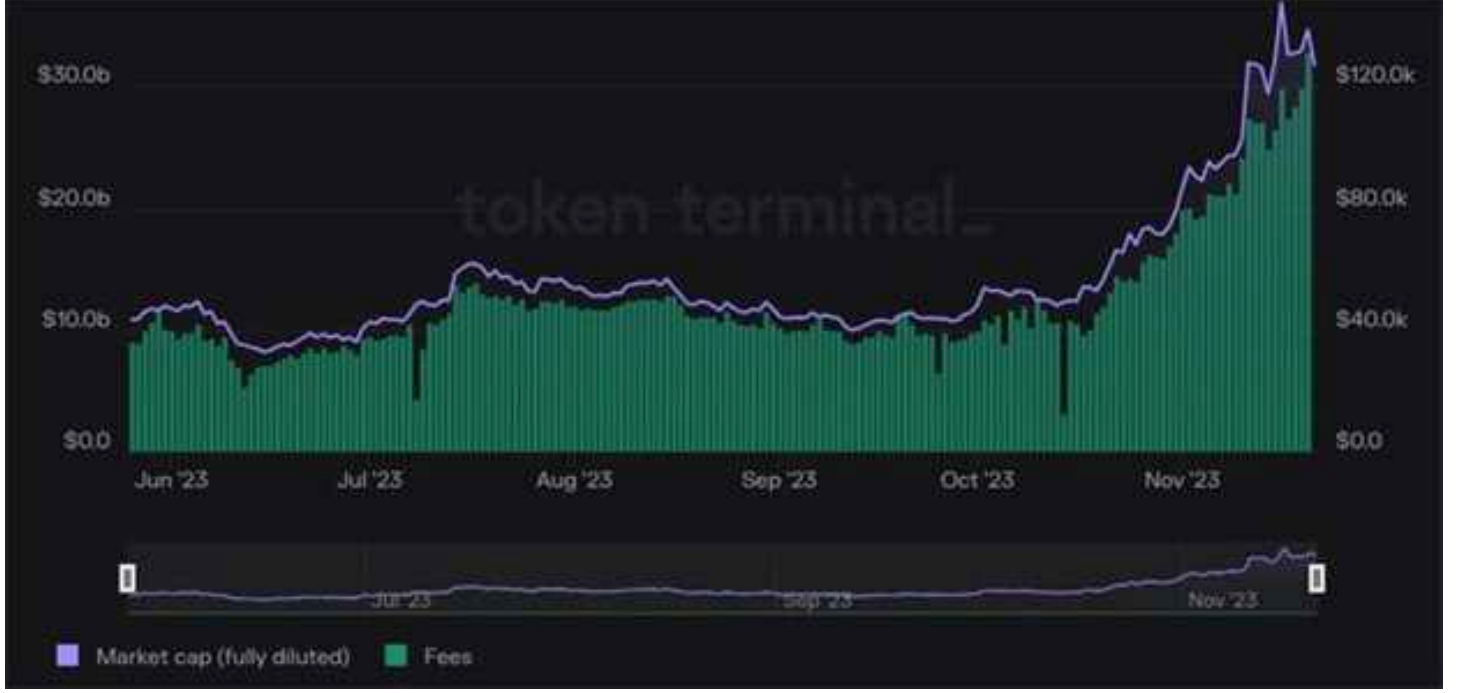 $30.0b $120.0k
token terminal_
$20.0b $80.0k
$10.0b $40.0k
$0.0 $0.0
Jun '23 Jul '23 Aug '23 Sep '23 Oct '23 Nov '23
Jul '23 Sep '23 Nov '23
Market cap (fully diluted) Fees